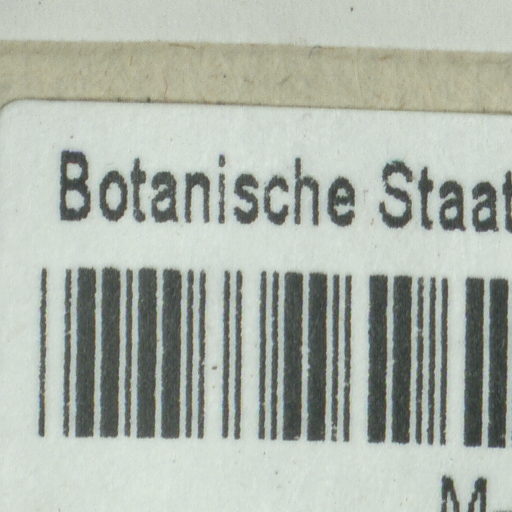 Botanische Staat
M-